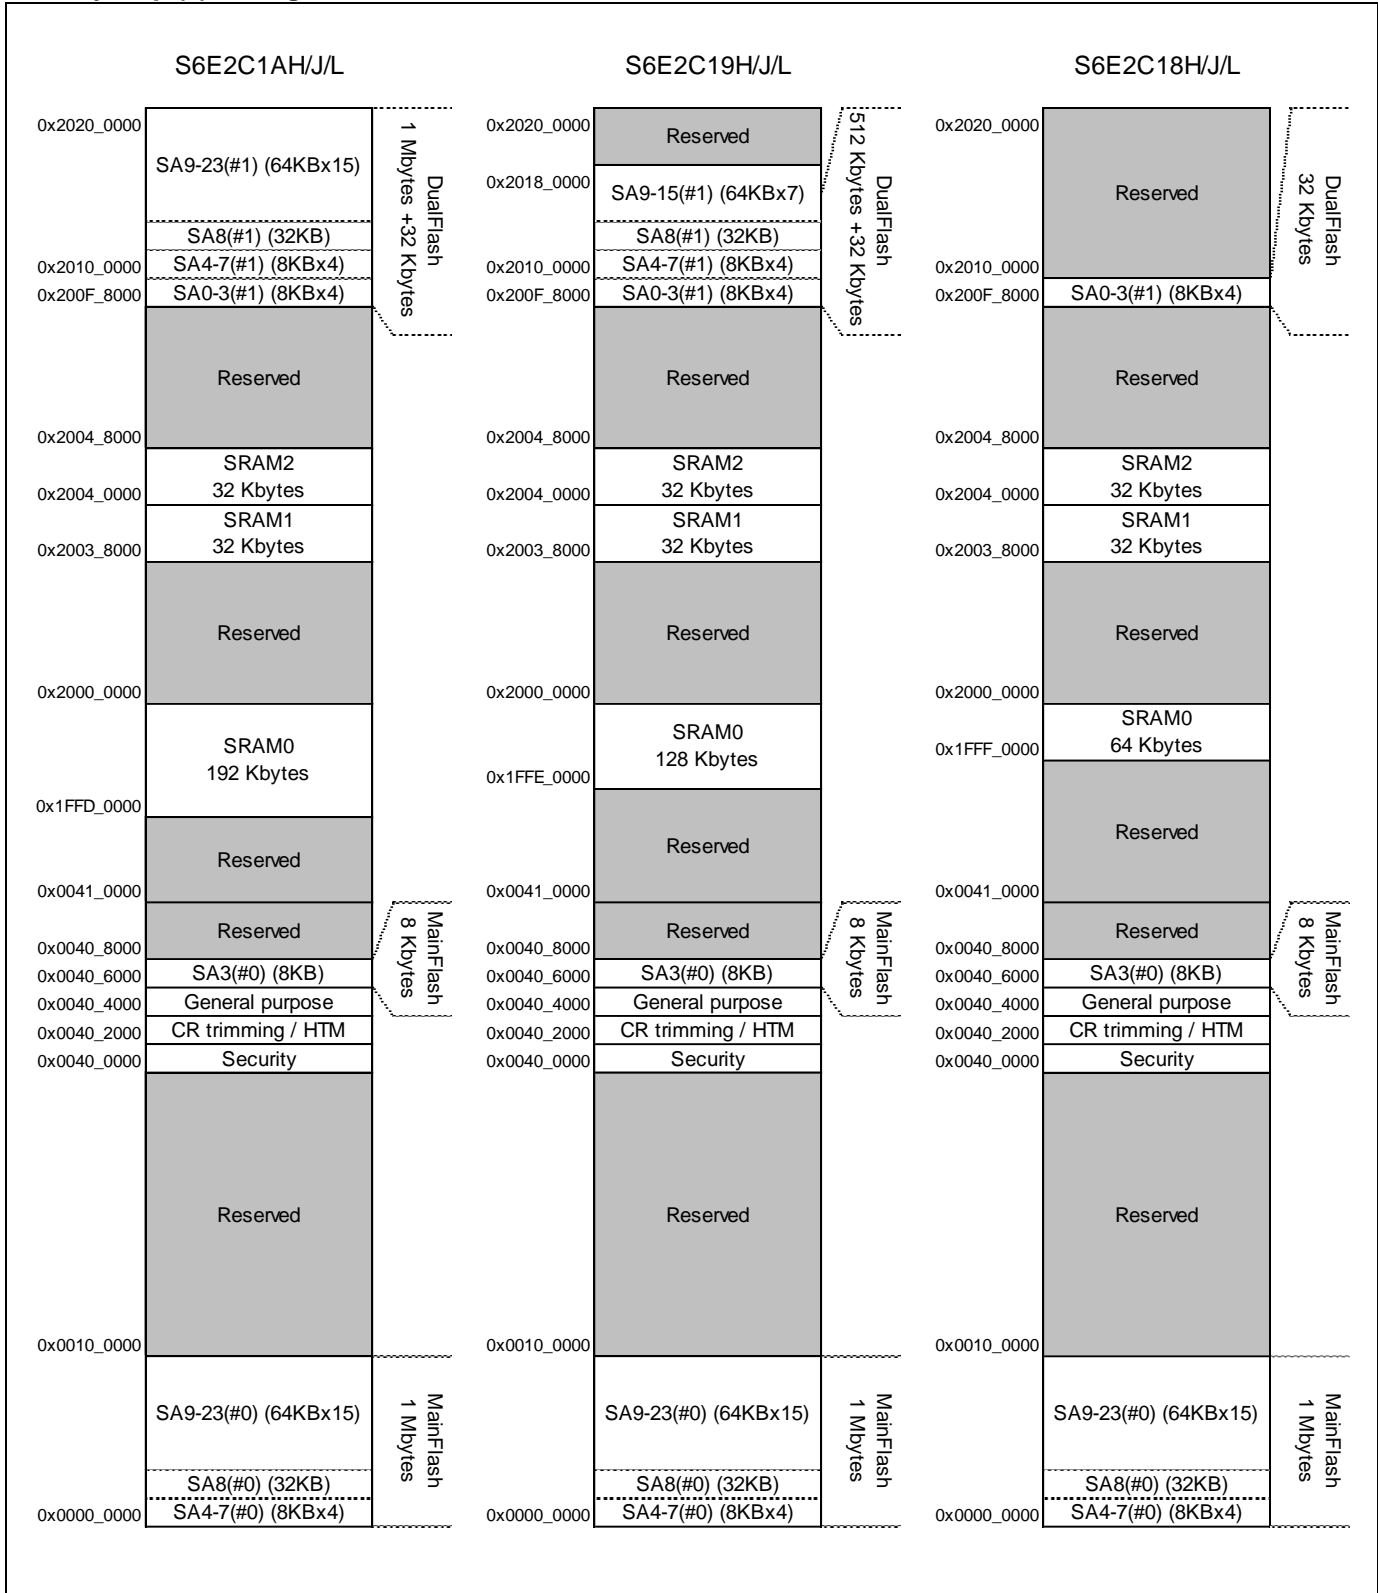 S6E2C1AH/J/L
0x2020_0000
SA9-23(#1) (64KBx15)
SA8(#1) (32KB)
0x2010_0000
SA4-7(#1) (8KBx4)
0x200F_8000
SA0-3(#1) (8KBx4)
DualFlash
1 Mbytes +32 Kbytes
Reserved
0x2004_8000
SRAM2
32 Kbytes
0x2004_0000
SRAM1
32 Kbytes
0x2003_8000
Reserved
0x2000_0000
SRAM0
192 Kbytes
0x1FFD_0000
Reserved
0x0041_0000
Reserved
0x0040_8000
MainFlash
8 Kbytes
0x0040_6000
SA3(#0) (8KB)
0x0040_4000
General purpose
0x0040_2000
CR trimming / HTM
0x0040_0000
Security
Reserved
0x0010_0000
SA9-23(#0) (64KBx15)
MainFlash
1 Mbytes
SA8(#0) (32KB)
0x0000_0000
SA4-7(#0) (8KBx4)
S6E2C19H/J/L
0x2020_0000
Reserved
0x2018_0000
SA9-15(#1) (64KBx7)
SA8(#1) (32KB)
0x2010_0000
SA4-7(#1) (8KBx4)
0x200F_8000
SA0-3(#1) (8KBx4)
DualFlash
512 Kbytes +32 Kbytes
Reserved
0x2004_8000
SRAM2
32 Kbytes
0x2004_0000
SRAM1
32 Kbytes
0x2003_8000
Reserved
0x2000_0000
SRAM0
128 Kbytes
0x1FFE_0000
Reserved
0x0041_0000
Reserved
0x0040_8000
MainFlash
8 Kbytes
0x0040_6000
SA3(#0) (8KB)
0x0040_4000
General purpose
0x0040_2000
CR trimming / HTM
0x0040_0000
Security
Reserved
0x0010_0000
SA9-23(#0) (64KBx15)
MainFlash
1 Mbytes
SA8(#0) (32KB)
0x0000_0000
SA4-7(#0) (8KBx4)
S6E2C18H/J/L
0x2020_0000
Reserved
0x2010_0000
0x200F_8000
SA0-3(#1) (8KBx4)
DualFlash
32 Kbytes
Reserved
0x2004_8000
SRAM2
32 Kbytes
0x2004_0000
SRAM1
32 Kbytes
0x2003_8000
Reserved
0x2000_0000
SRAM0
64 Kbytes
0x1FFF_0000
Reserved
0x0041_0000
Reserved
0x0040_8000
MainFlash
8 Kbytes
0x0040_6000
SA3(#0) (8KB)
0x0040_4000
General purpose
0x0040_2000
CR trimming / HTM
0x0040_0000
Security
Reserved
0x0010_0000
SA9-23(#0) (64KBx15)
MainFlash
1 Mbytes
SA8(#0) (32KB)
0x0000_0000
SA4-7(#0) (8KBx4)